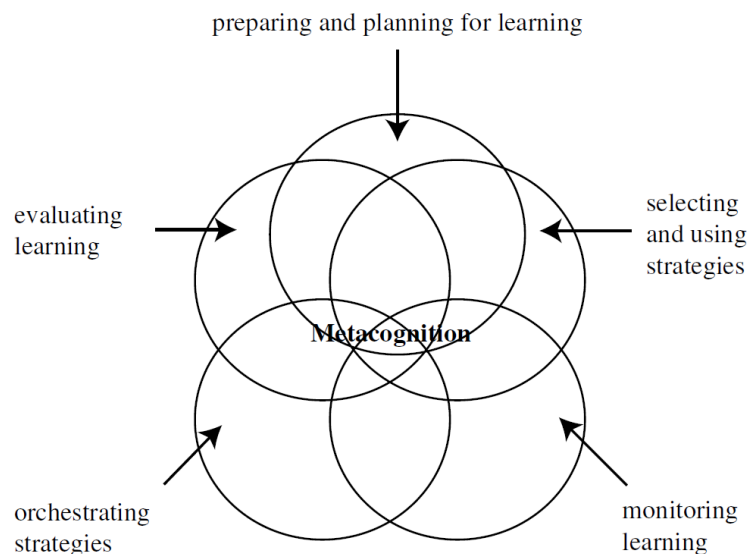 preparing and planning for learning
evaluating
learning
selecting
and using
strategies
Metacognition
orchestrating
strategies
monitoring
learning